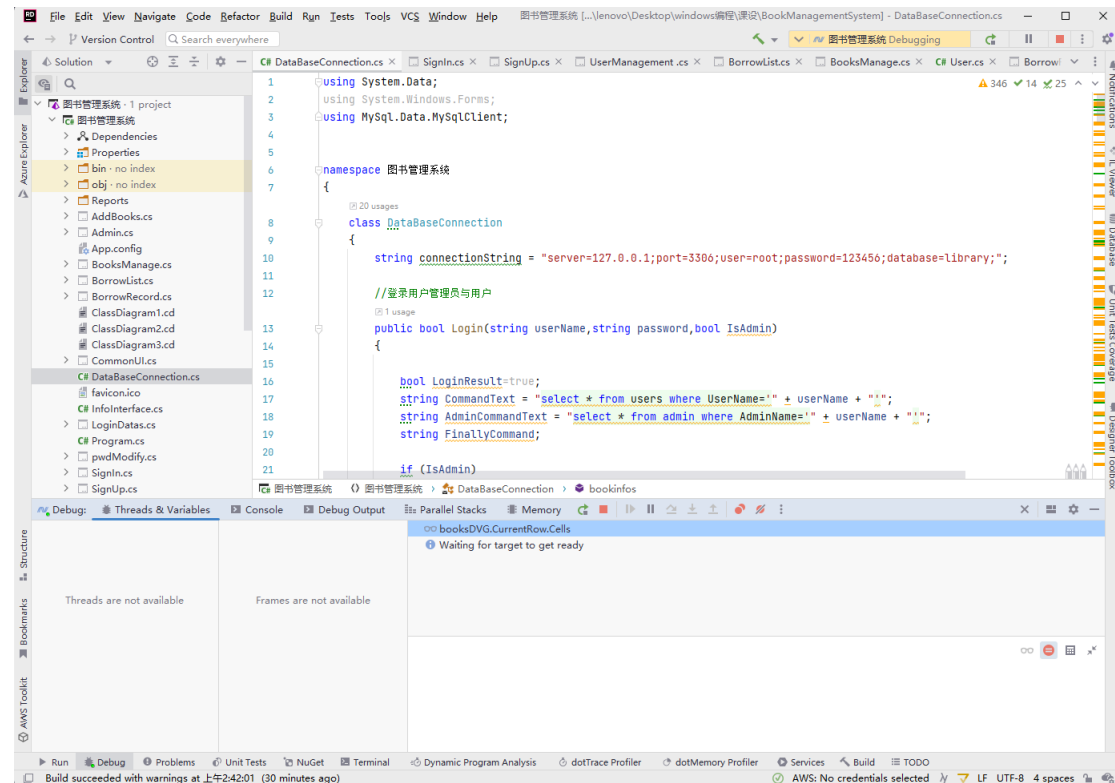 File Edit View Navigate Code Refactor Build Run Tests Tools VCS Window Help 图书管理系统 [...\lenovo\Desktop\windows编程\课设\BookManagementSystem] - DataBaseConnection.cs
Version Control Search everywhere 图书管理系统 Debugging
Solution
C# DataBaseConnection.cs SignIn.cs SignUp.cs UserManagement .cs BorrowList.cs BooksManage.cs C# User.cs Borrow
Explorer
Azure Explorer
Structure
Bookmarks
AWS Toolkit
图书管理系统 · 1 project
图书管理系统
Dependencies
Properties
bin · no index
obj · no index
Reports
AddBooks.cs
Admin.cs
App.config
BooksManage.cs
BorrowList.cs
BorrowRecord.cs
ClassDiagram1.cd
ClassDiagram2.cd
ClassDiagram3.cd
CommonUI.cs
C# DataBaseConnection.cs
favicon.ico
C# InfoInterface.cs
LoginDatas.cs
C# Program.cs
pwdModify.cs
SignIn.cs
SignUp.cs
346 14 25
1 using System.Data;
2 using System.Windows.Forms;
3 using MySql.Data.MySqlClient;
4
5
6 namespace 图书管理系统
7 {
20 usages
8 class DataBaseConnection
9 {
10 string connectionString = "server=127.0.0.1;port=3306;user=root;password=123456;database=library;";
11
12 //登录用户管理员与用户
1 usage
13 public bool Login(string userName,string password,bool IsAdmin)
14 {
15
16 bool LoginResult=true;
17 string CommandText = "select * from users where UserName='" + userName + "'";
18 string AdminCommandText = "select * from admin where AdminName='" + userName + "'";
19 string FinallyCommand;
20
21 if (IsAdmin)
Notifications
IL Viewer
Database
Unit Tests Coverage
Designer Toolbox
图书管理系统 图书管理系统 DataBaseConnection bookinfos
Debug: Threads & Variables Console Debug Output Parallel Stacks Memory
booksDVG.CurrentRow.Cells
Waiting for target to get ready
Threads are not available
Frames are not available
Run Debug Problems Unit Tests NuGet Terminal Dynamic Program Analysis dotTrace Profiler dotMemory Profiler Services Build TODO
Build succeeded with warnings at 上午2:42:01 (30 minutes ago) AWS: No credentials selected LF UTF-8 4 spaces